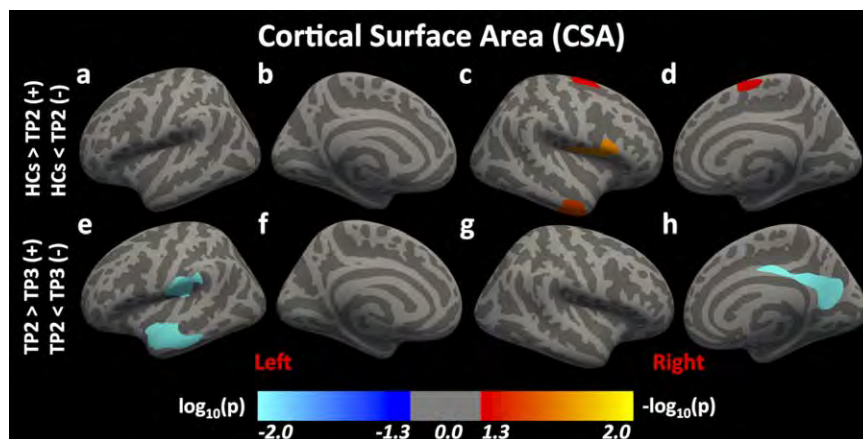 Cortical Surface Area (CSA)
a b c d
HCs > TP2 (+)
HCs < TP2 (-)
e f g h
TP2 > TP3 (+)
TP2 < TP3 (-)
Left Right
log₁₀(p) -log₁₀(p)
-2.0 -1.3 0.0 1.3 2.0